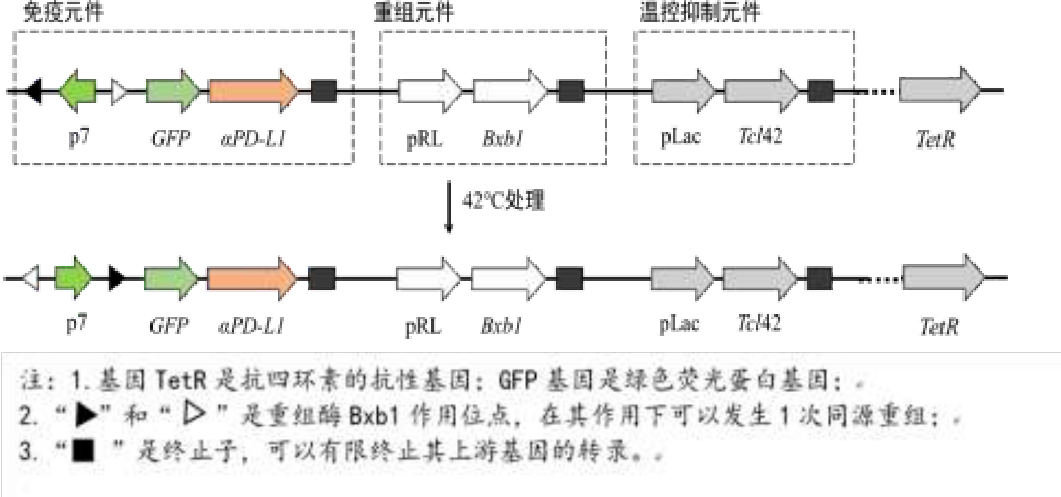 免疫元件 重组元件 温控抑制元件
p7 GFP αPD-L1 pRL Bxb1 pLac Tcl42 TetR
42℃处理
p7 GFP αPD-L1 pRL Bxb1 pLac Tcl42 TetR
注：1.基因 TetR 是抗四环素的抗性基因；GFP 基因是绿色荧光蛋白基因；
2. “▶”和“▷”是重组酶 Bxb1 作用位点，在其作用下可以发生 1 次同源重组；
3. “■ ”是终止子，可以有限终止其上游基因的转录。